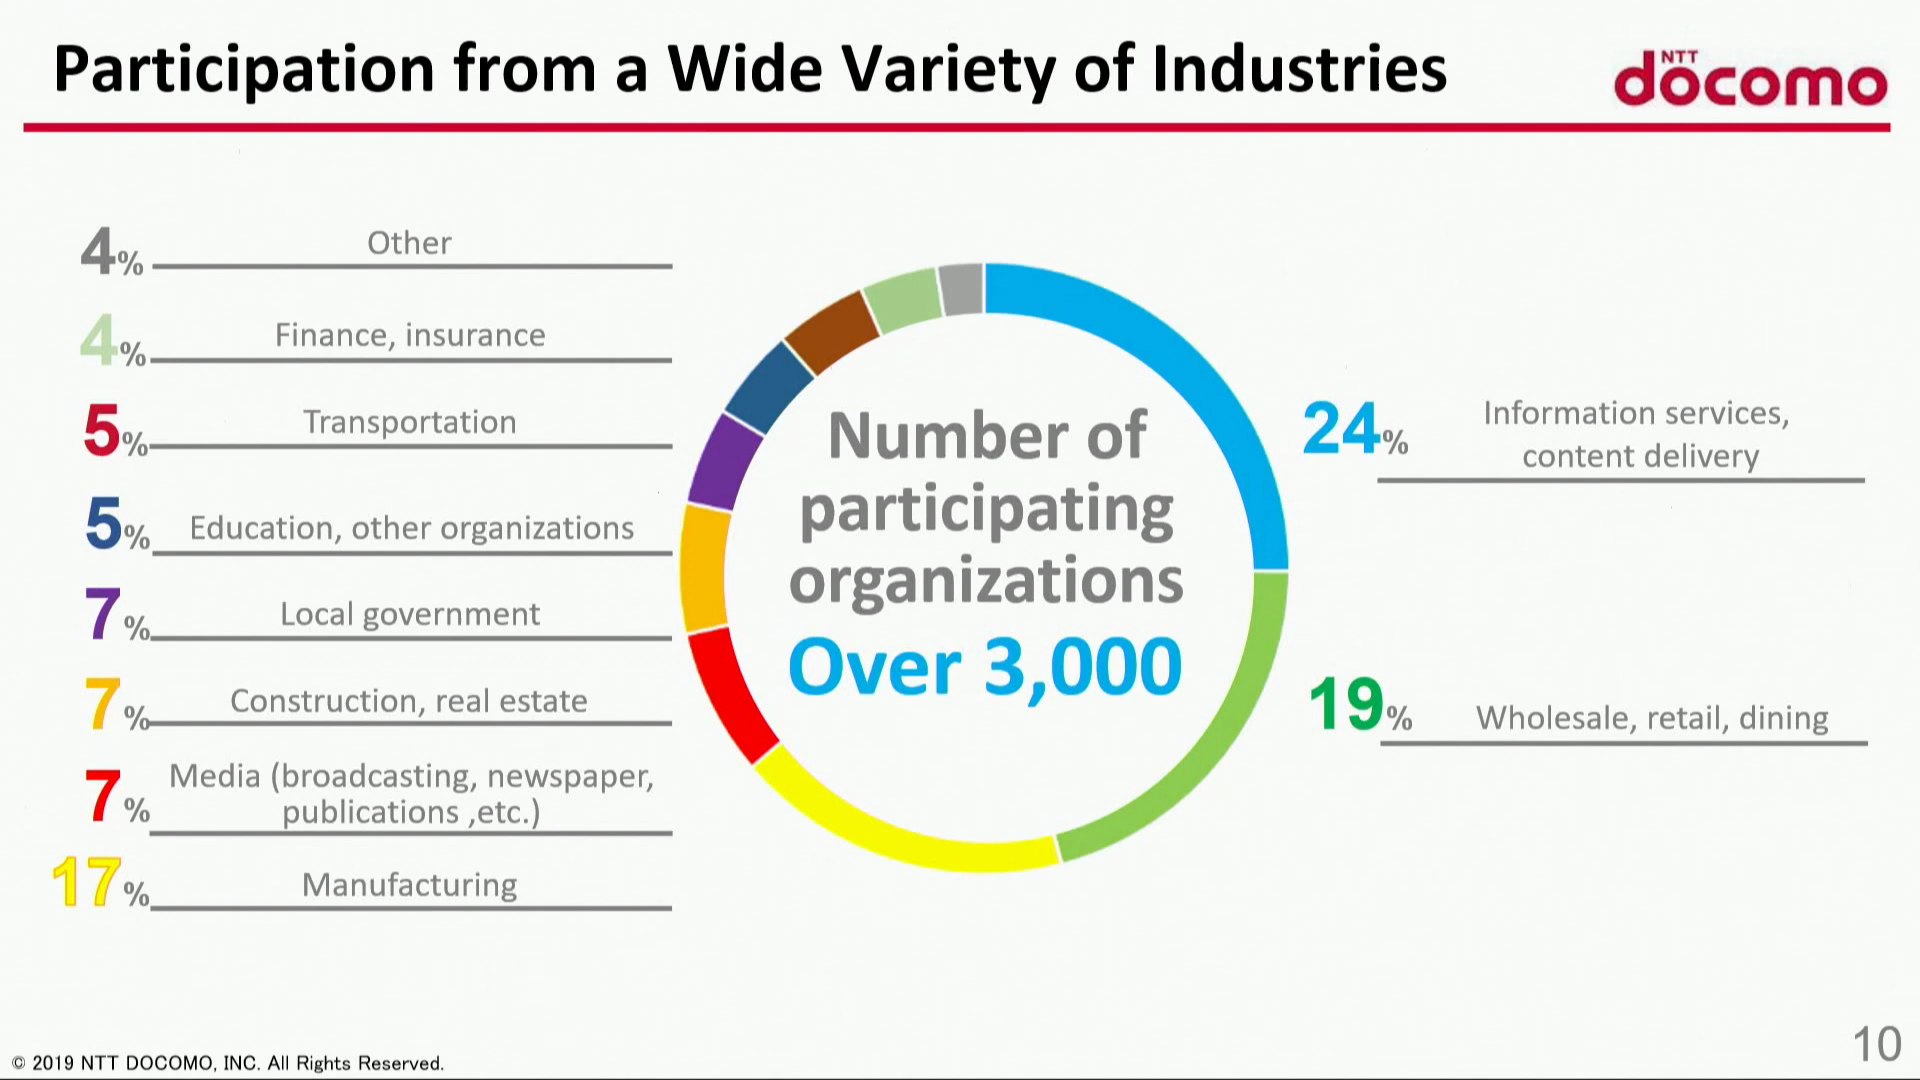 Participation from a Wide Variety of Industries
NTT
döcomo
4% Other
4% Finance, insurance
5% Transportation
5% Education, other organizations
7% Local government
7% Construction, real estate
7% Media (broadcasting, newspaper,
publications ,etc.)
17% Manufacturing
Number of
participating
organizations
Over 3,000
24% Information services,
content delivery
19% Wholesale, retail, dining
10
© 2019 NTT DOCOMO, INC. All Rights Reserved.